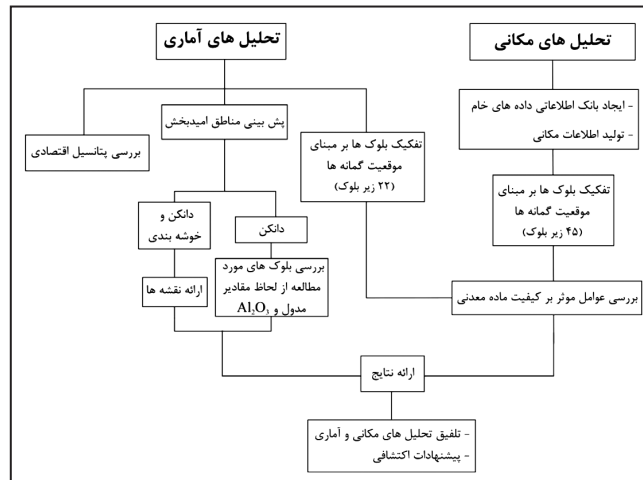 تحلیل های مکانی
تحلیل های آماری
- ایجاد بانک اطلاعاتی داده های خام
- تولید اطلاعات مکانی
تفکیک بلوک ها بر مبنای
موقعیت گمانه ها
(۴۵ زیر بلوک)
بررسی عوامل موثر بر کیفیت ماده معدنی
تفکیک بلوک ها بر مبنای
موقعیت گمانه ها
(۲۲ زیر بلوک)
پش بینی مناطق امیدبخش
بررسی پتانسیل اقتصادی
دانکن
بررسی بلوک های مورد
مطالعه از لحاظ مقادیر
مدول و Al₂O₃
دانکن و
خوشه بندی
ارائه نقشه ها
ارائه نتایج
- تلفیق تحلیل های مکانی و آماری
- پیشنهادات اکتشافی